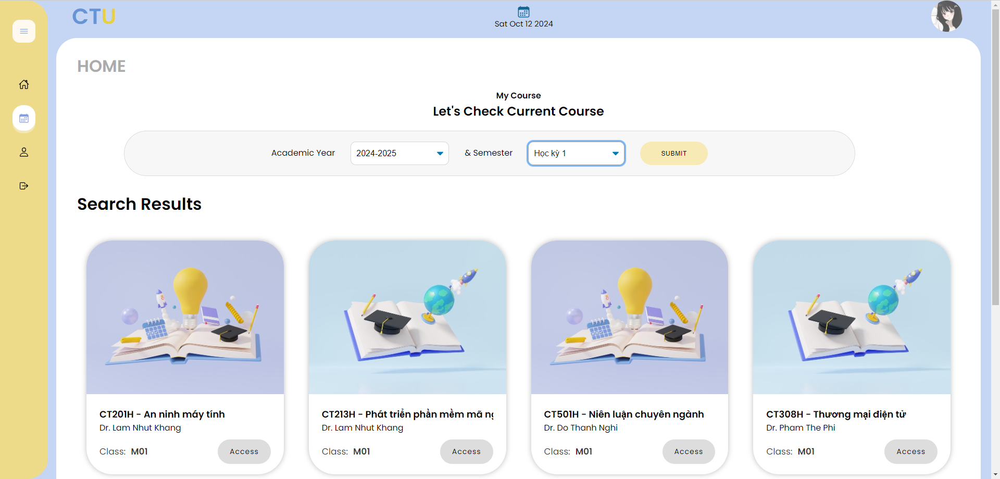 CTU
Sat Oct 12 2024
HOME
My Course
Let's Check Current Course
Academic Year
2024-2025
& Semester
Học kỳ 1
SUBMIT
Search Results
CT201H - An ninh máy tính
Dr. Lam Nhut Khang
Class: M01
Access
CT213H - Phát triển phần mềm mã
Dr. Lam Nhut Khang
Class: M01
Access
CT501H - Niên luận chuyên ngành
Dr. Do Thanh Nghi
Class: M01
Access
CT308H - Thương mại điện tử
Dr. Pham The Phi
Class: M01
Access